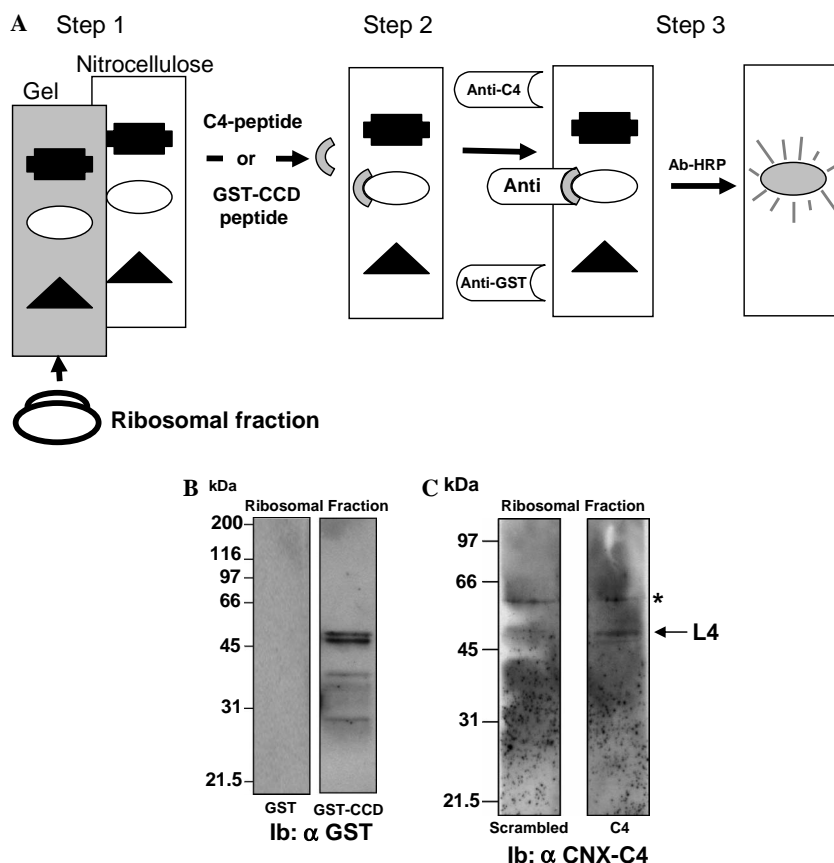 A
Step 1
Step 2
Step 3
Nitrocellulose
Gel
C4-peptide
or
GST-CCD
peptide
Anti-C4
Anti
Anti-GST
Ab-HRP
Ribosomal fraction
B
kDa
Ribosomal Fraction
200
116
97
66
45
31
21.5
GST
GST-CCD
Ib: α GST
C
kDa
Ribosomal Fraction
97
66
*
L4
45
31
21.5
Scrambled
C4
Ib: α CNX-C4